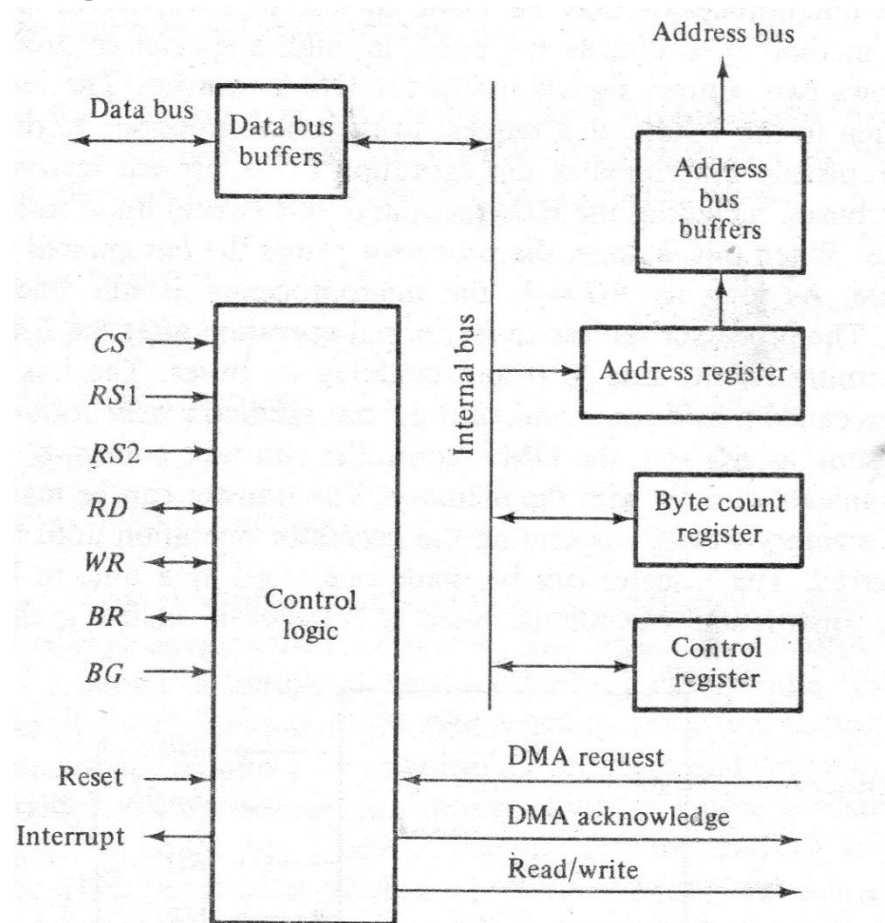 Address bus
Data bus
Data bus
buffers
Address
bus
buffers
Internal bus
Address register
Byte count
register
Control
register
CS
RS1
RS2
RD
WR
BR
BG
Reset
Interrupt
Control
logic
DMA request
DMA acknowledge
Read/write